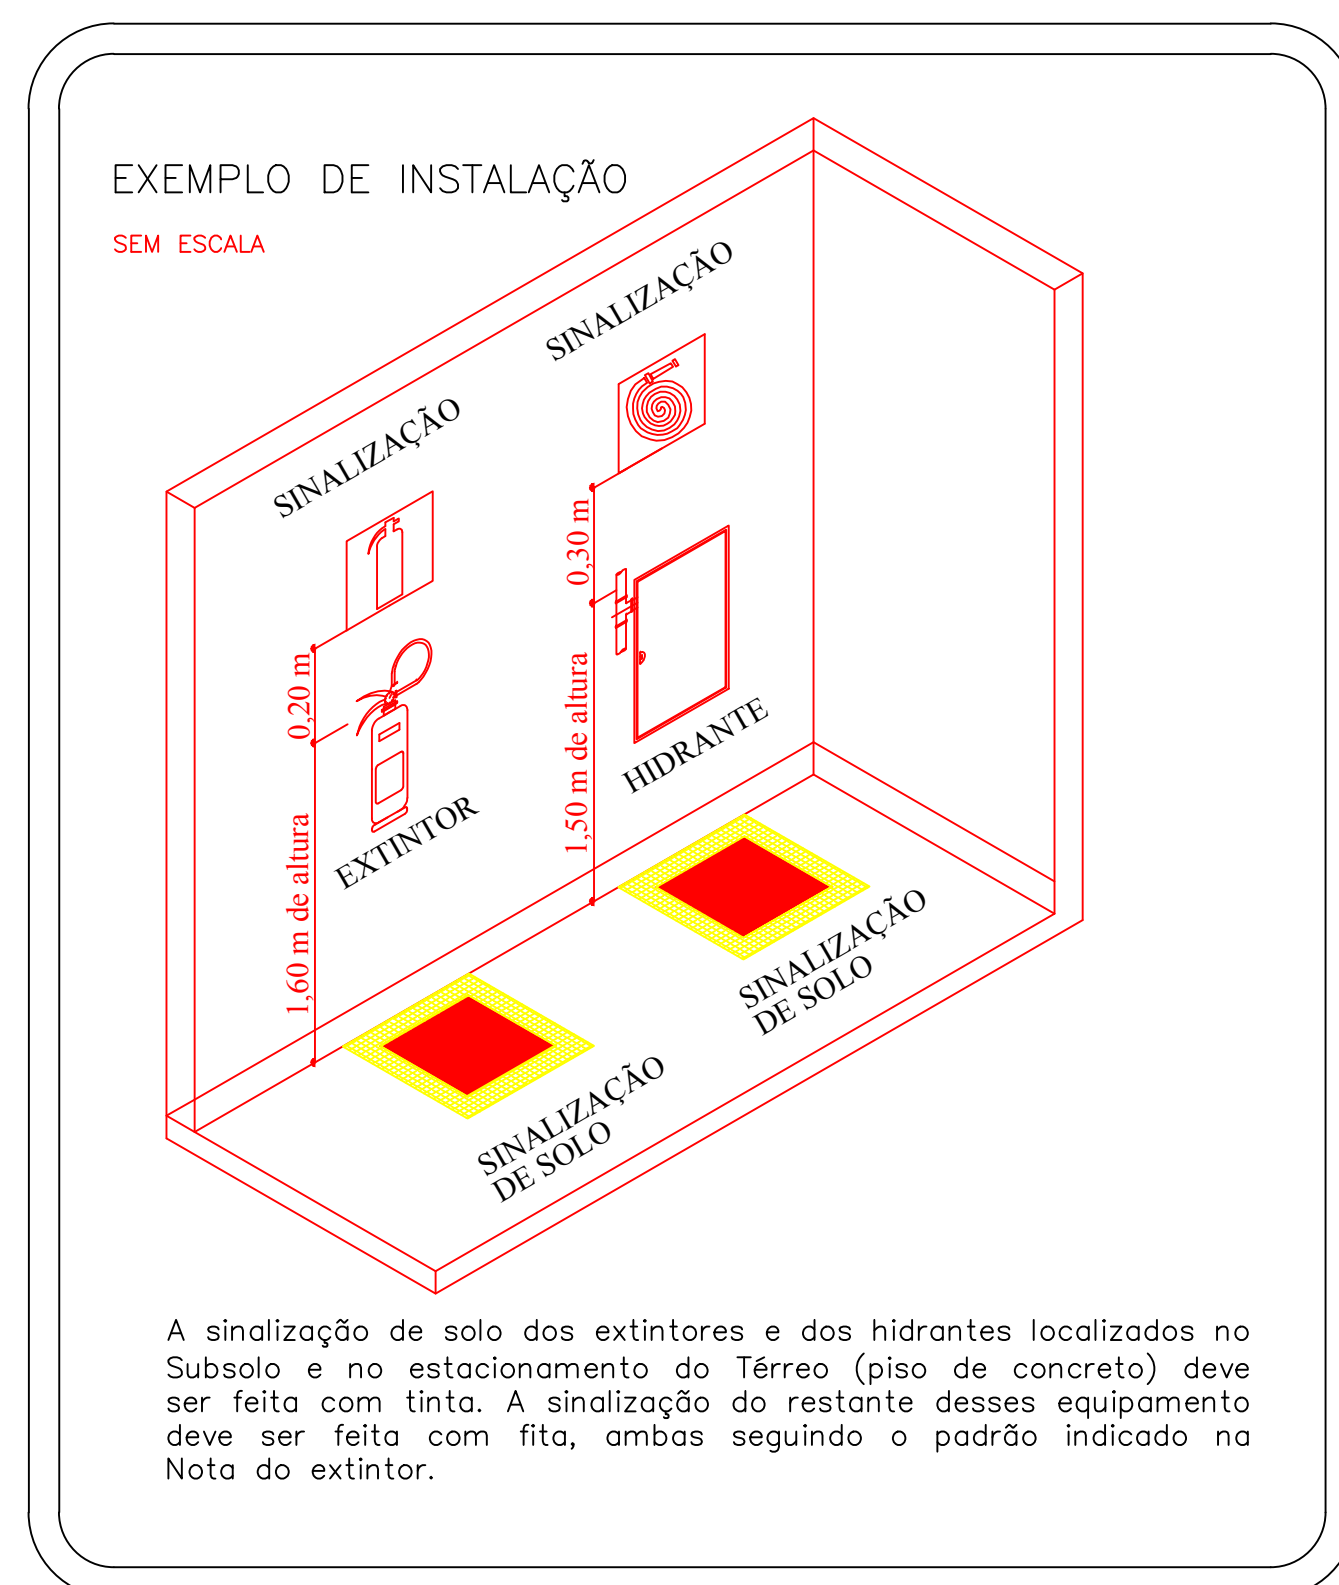 EXEMPLO DE INSTALAÇÃO
SEM ESCALA
SINALIZAÇÃO
SINALIZAÇÃO
0,30 m
0,20 m
1,50 m de altura
HIDRANTE
EXTINTOR
1,60 m de altura
SINALIZAÇÃO
DE SOLO
SINALIZAÇÃO
DE SOLO
A sinalização de solo dos extintores e dos hidrantes localizados no
Subsolo e no estacionamento do Térreo (piso de concreto) deve
ser feita com tinta. A sinalização do restante desses equipamento
deve ser feita com fita, ambas seguindo o padrão indicado na
Nota do extintor.